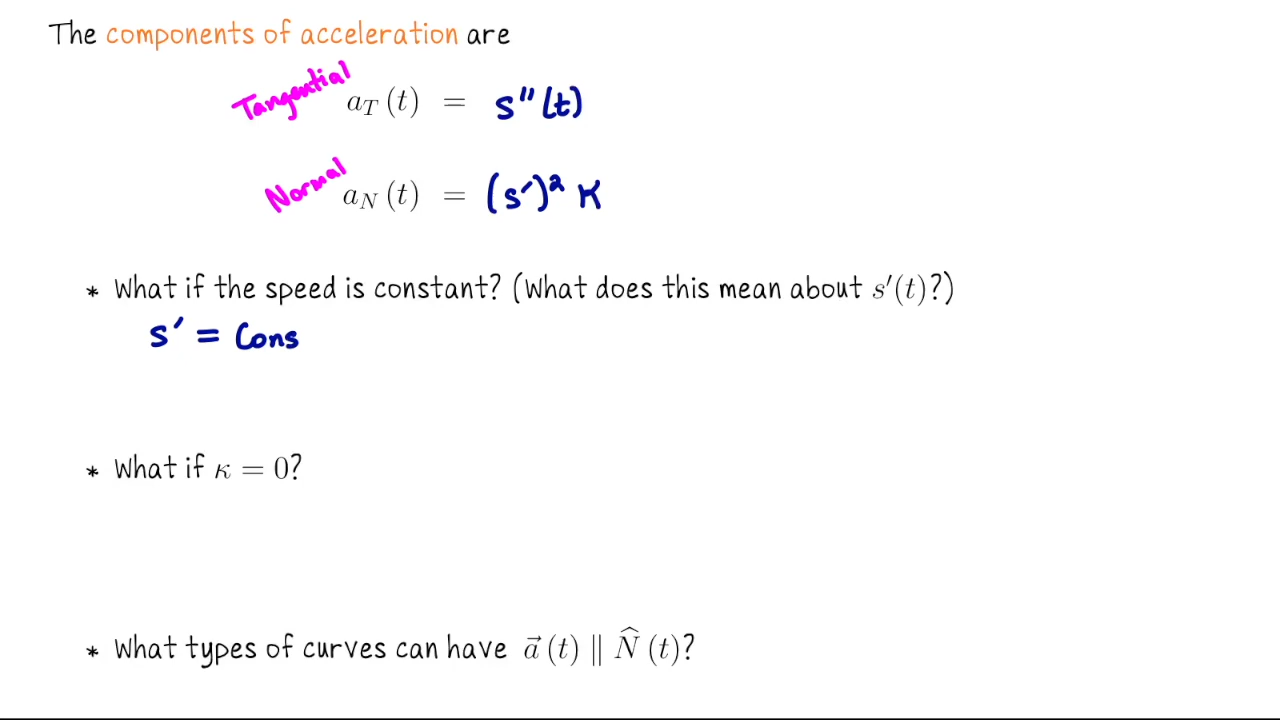 The components of acceleration are
Tangential a_T (t) = s''(t)
Normal a_N (t) = (s')² κ
* What if the speed is constant? (What does this mean about s′(t)?)
s' = Cons
* What if κ = 0?
* What types of curves can have a⃗ (t) ∥ N̂ (t)?